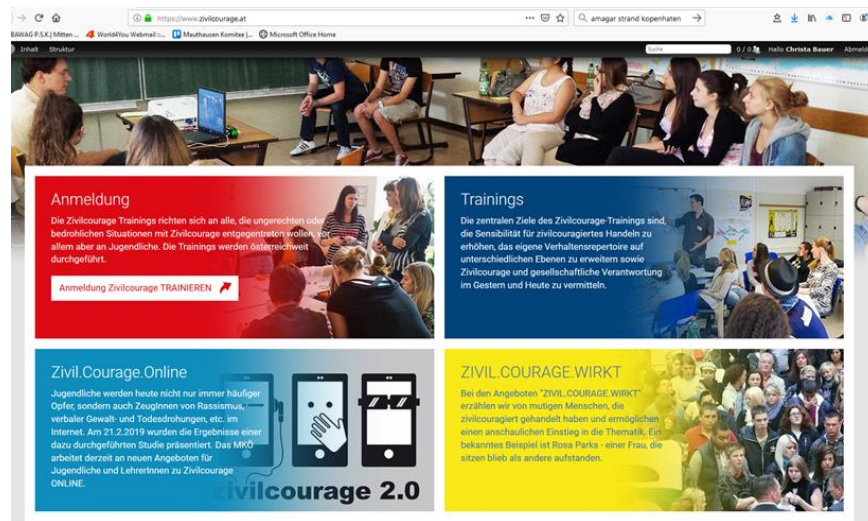 https://www.zivilcourage.at
amagar strand kopenhaten
BAWAG P.S.K | Mitten ... World4You Webmail ::... Mauthausen Komitee |... Microsoft Office Home
Inhalt Struktur Suche 0 / 0 Hallo Christa Bauer Abmeld
Anmeldung
Die Zivilcourage Trainings richten sich an alle, die ungerechten oder
bedrohlichen Situationen mit Zivilcourage entgegentreten wollen, vor
allem aber an Jugendliche. Die Trainings werden österreichweit
durchgeführt.
Anmeldung Zivilcourage TRAINIEREN
Trainings
Die zentralen Ziele des Zivilcourage-Trainings sind,
die Sensibilität für zivilcouragiertes Handeln zu
erhöhen, das eigene Verhaltensrepertoire auf
unterschiedlichen Ebenen zu erweitern sowie
Zivilcourage und gesellschaftliche Verantwortung
im Gestern und Heute zu vermitteln.
Zivil.Courage.Online
Jugendliche werden heute nicht nur immer häufiger
Opfer, sondern auch ZeugInnen von Rassismus,
verbaler Gewalt- und Todesdrohungen, etc. im
Internet. Am 21.2.2019 wurden die Ergebnisse einer
dazu durchgeführten Studie präsentiert. Das MKÖ
arbeitet derzeit an neuen Angeboten für
Jugendliche und LehrerInnen zu Zivilcourage
ONLINE.
zivilcourage 2.0
ZIVIL.COURAGE.WIRKT
Bei den Angeboten "ZIVIL.COURAGE.WIRKT"
erzählen wir von mutigen Menschen, die
zivilcouragiert gehandelt haben und ermöglichen
einen anschaulichen Einstieg in die Thematik. Ein
bekanntes Beispiel ist Rosa Parks - einer Frau, die
sitzen blieb als andere aufstanden.